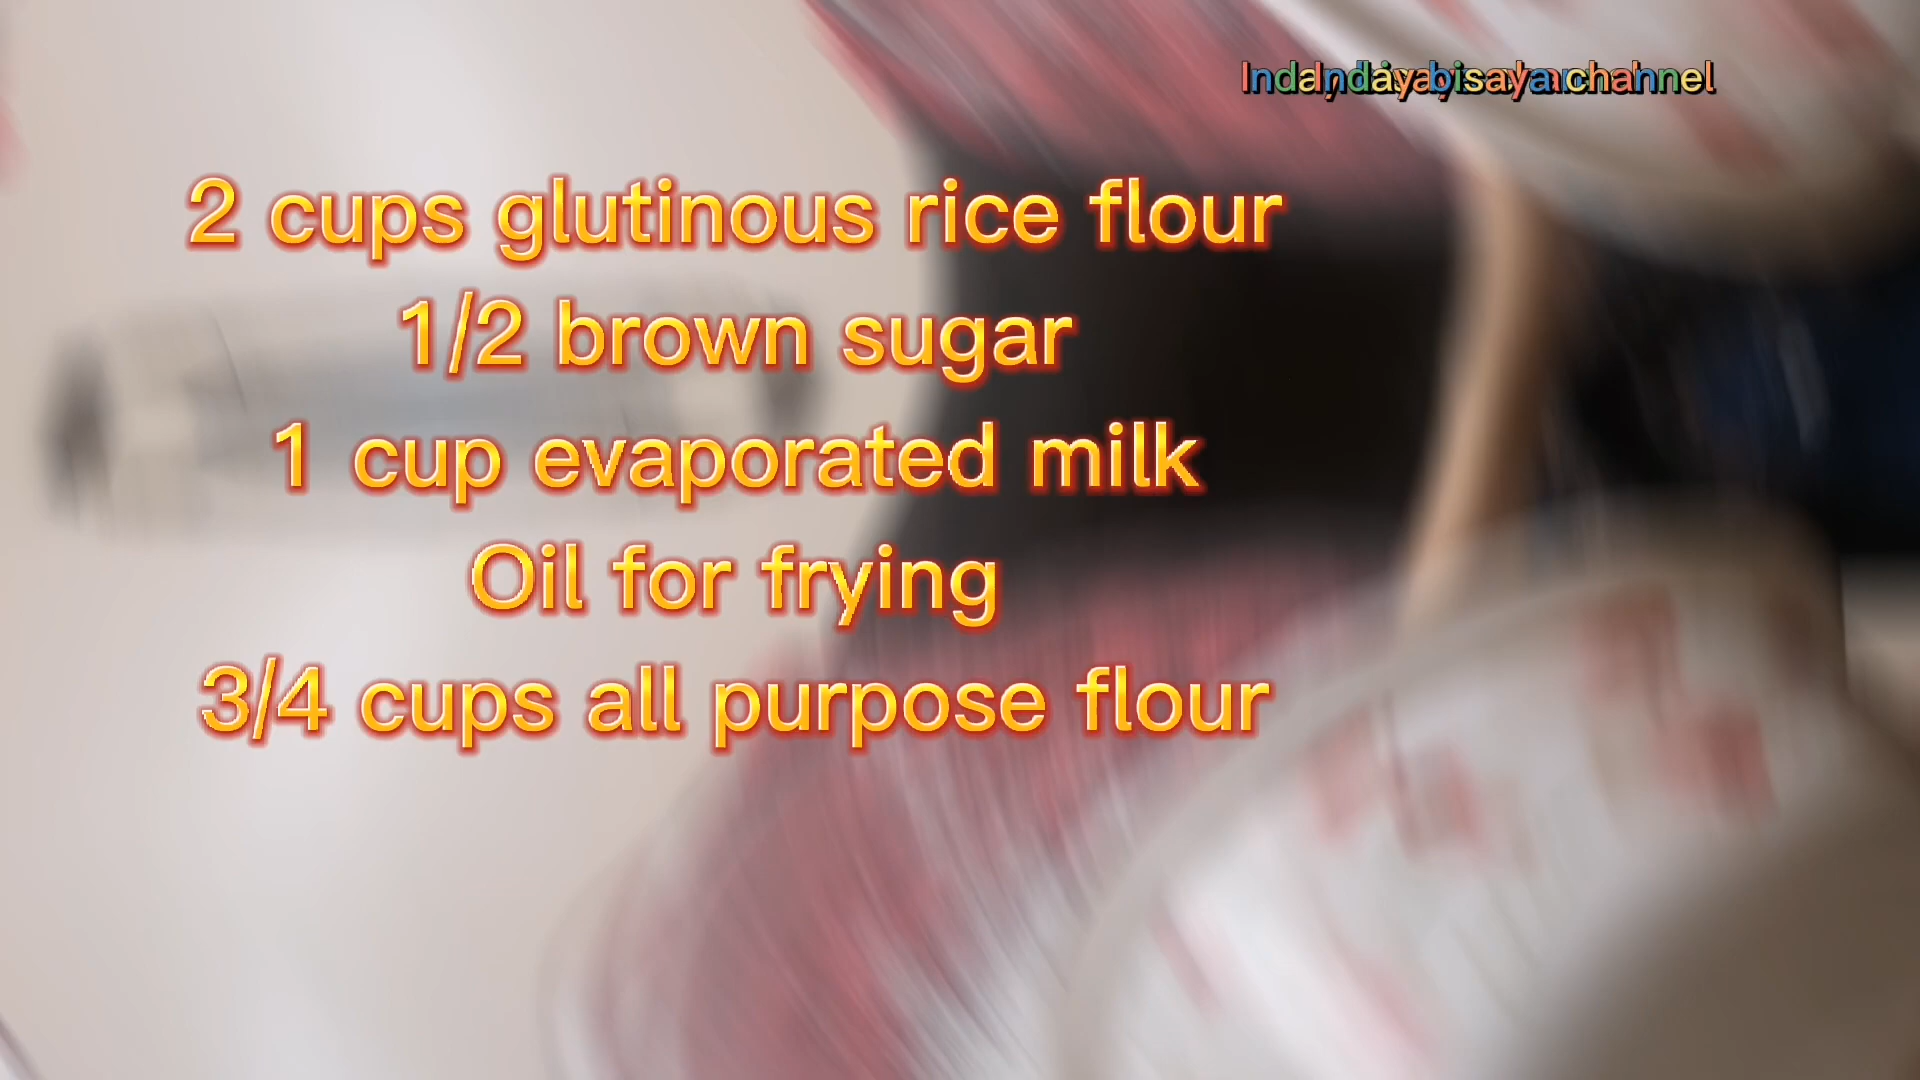 channel
2 cups glutinous rice flour
1/2 brown sugar
1 cup evaporated milk
Oil for frying
3/4 cups all purpose flour